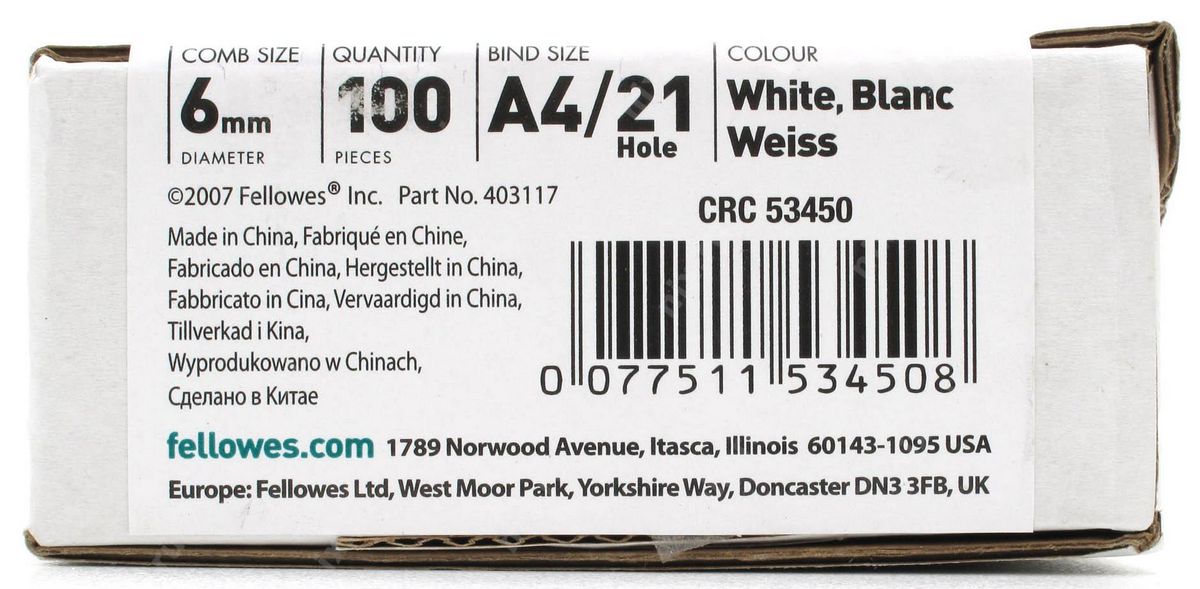 COMB SIZE
6mm
DIAMETER
QUANTITY
100
PIECES
BIND SIZE
A4/21
Hole
COLOUR
White, Blanc
Weiss
©2007 Fellowes® Inc. Part No. 403117
CRC 53450
Made in China, Fabriqué en Chine,
Fabricado en China, Hergestellt in China,
Fabbricato in Cina, Vervaardigd in China,
Tillverkad i Kina,
Wyprodukowano w Chinach,
Сделано в Китае
0 077511 534508
fellowes.com 1789 Norwood Avenue, Itasca, Illinois 60143-1095 USA
Europe: Fellowes Ltd, West Moor Park, Yorkshire Way, Doncaster DN3 3FB, UK